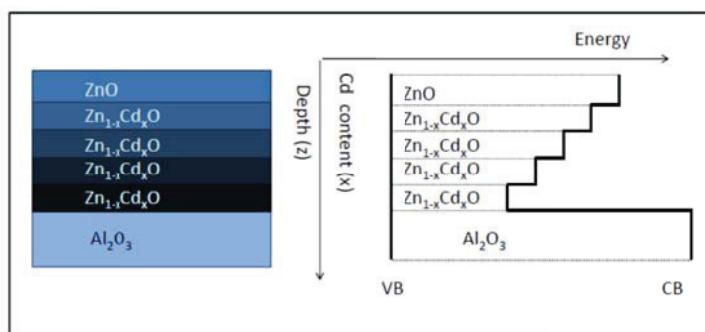 ZnO
Zn₁₋ₓCdₓO
Zn₁₋ₓCdₓO
Zn₁₋ₓCdₓO
Zn₁₋ₓCdₓO
Al₂O₃
Depth (z)
Cd content (x)
Energy
ZnO
Zn₁₋ₓCdₓO
Zn₁₋ₓCdₓO
Zn₁₋ₓCdₓO
Zn₁₋ₓCdₓO
Al₂O₃
VB
CB